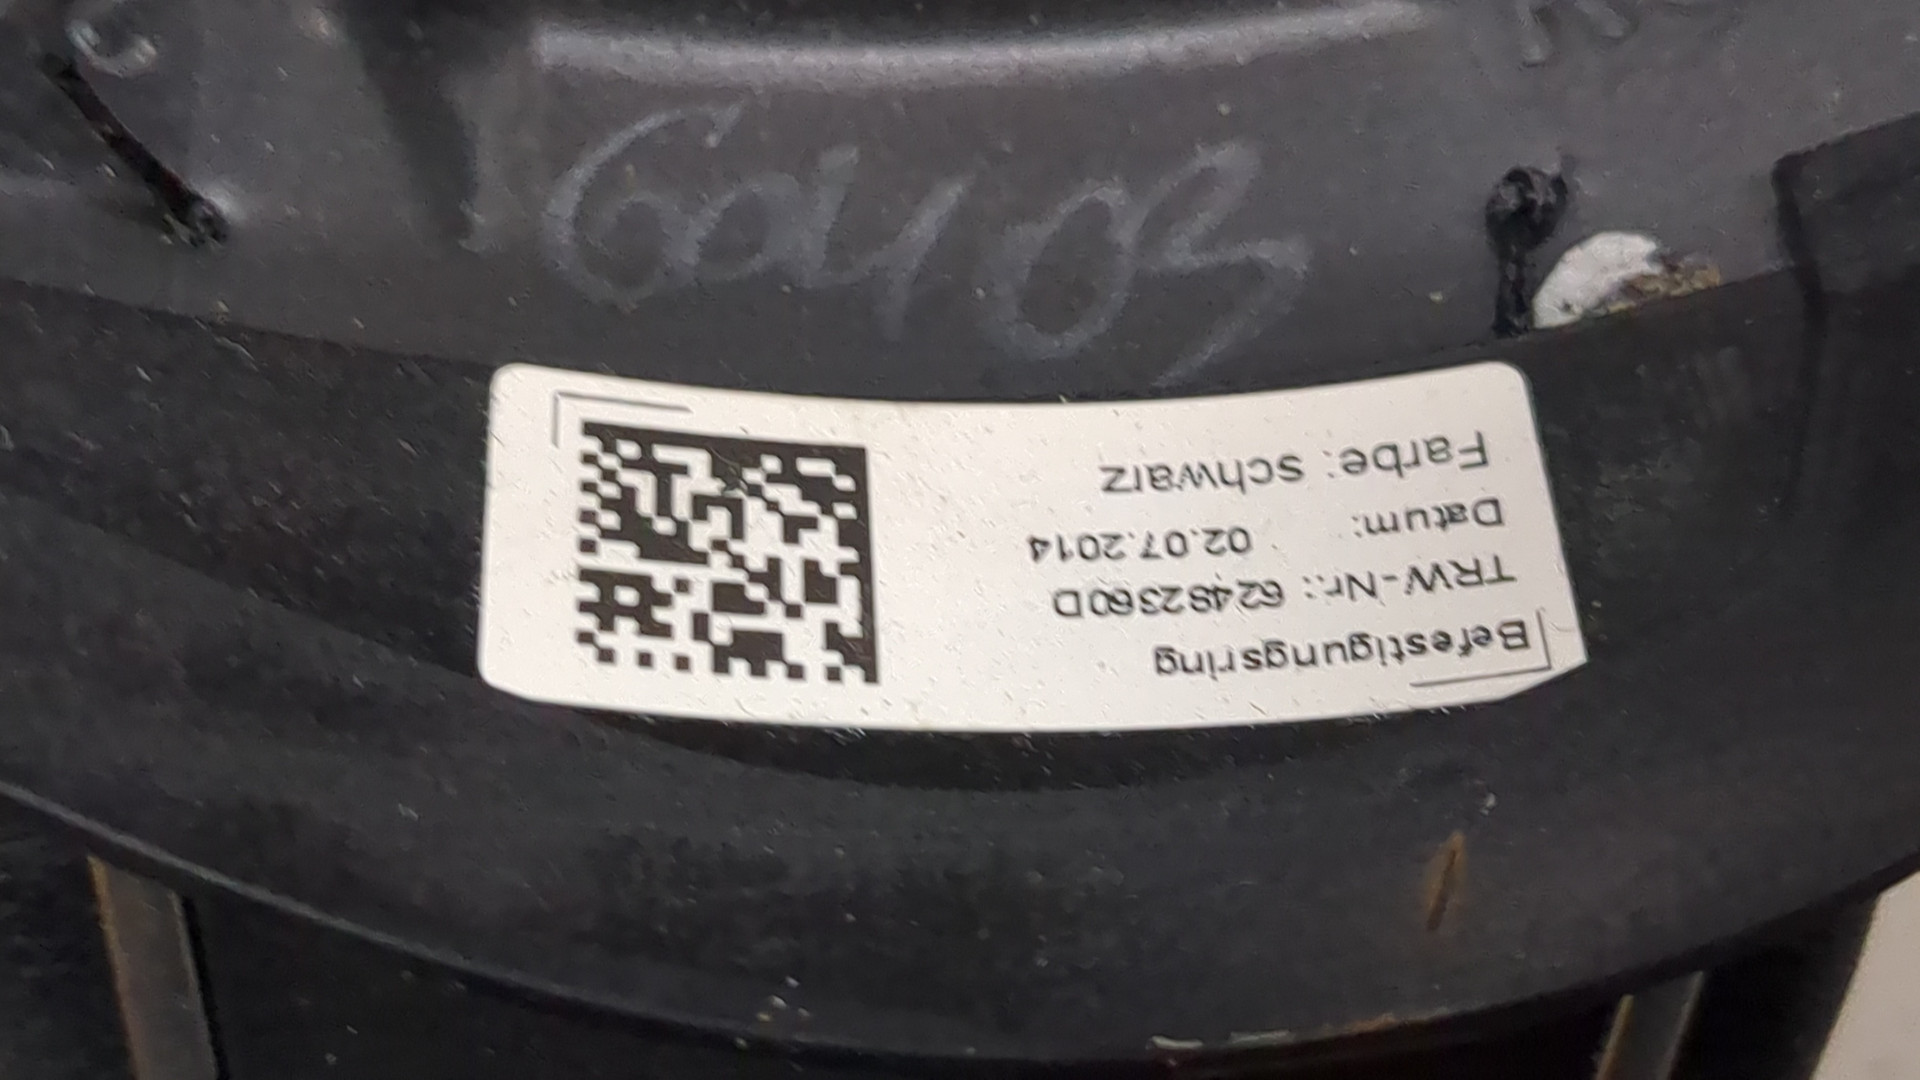 Befestigungsring
TRW-Nr.: 62482360D
Datum: 02.07.2014
Farbe: schwarz